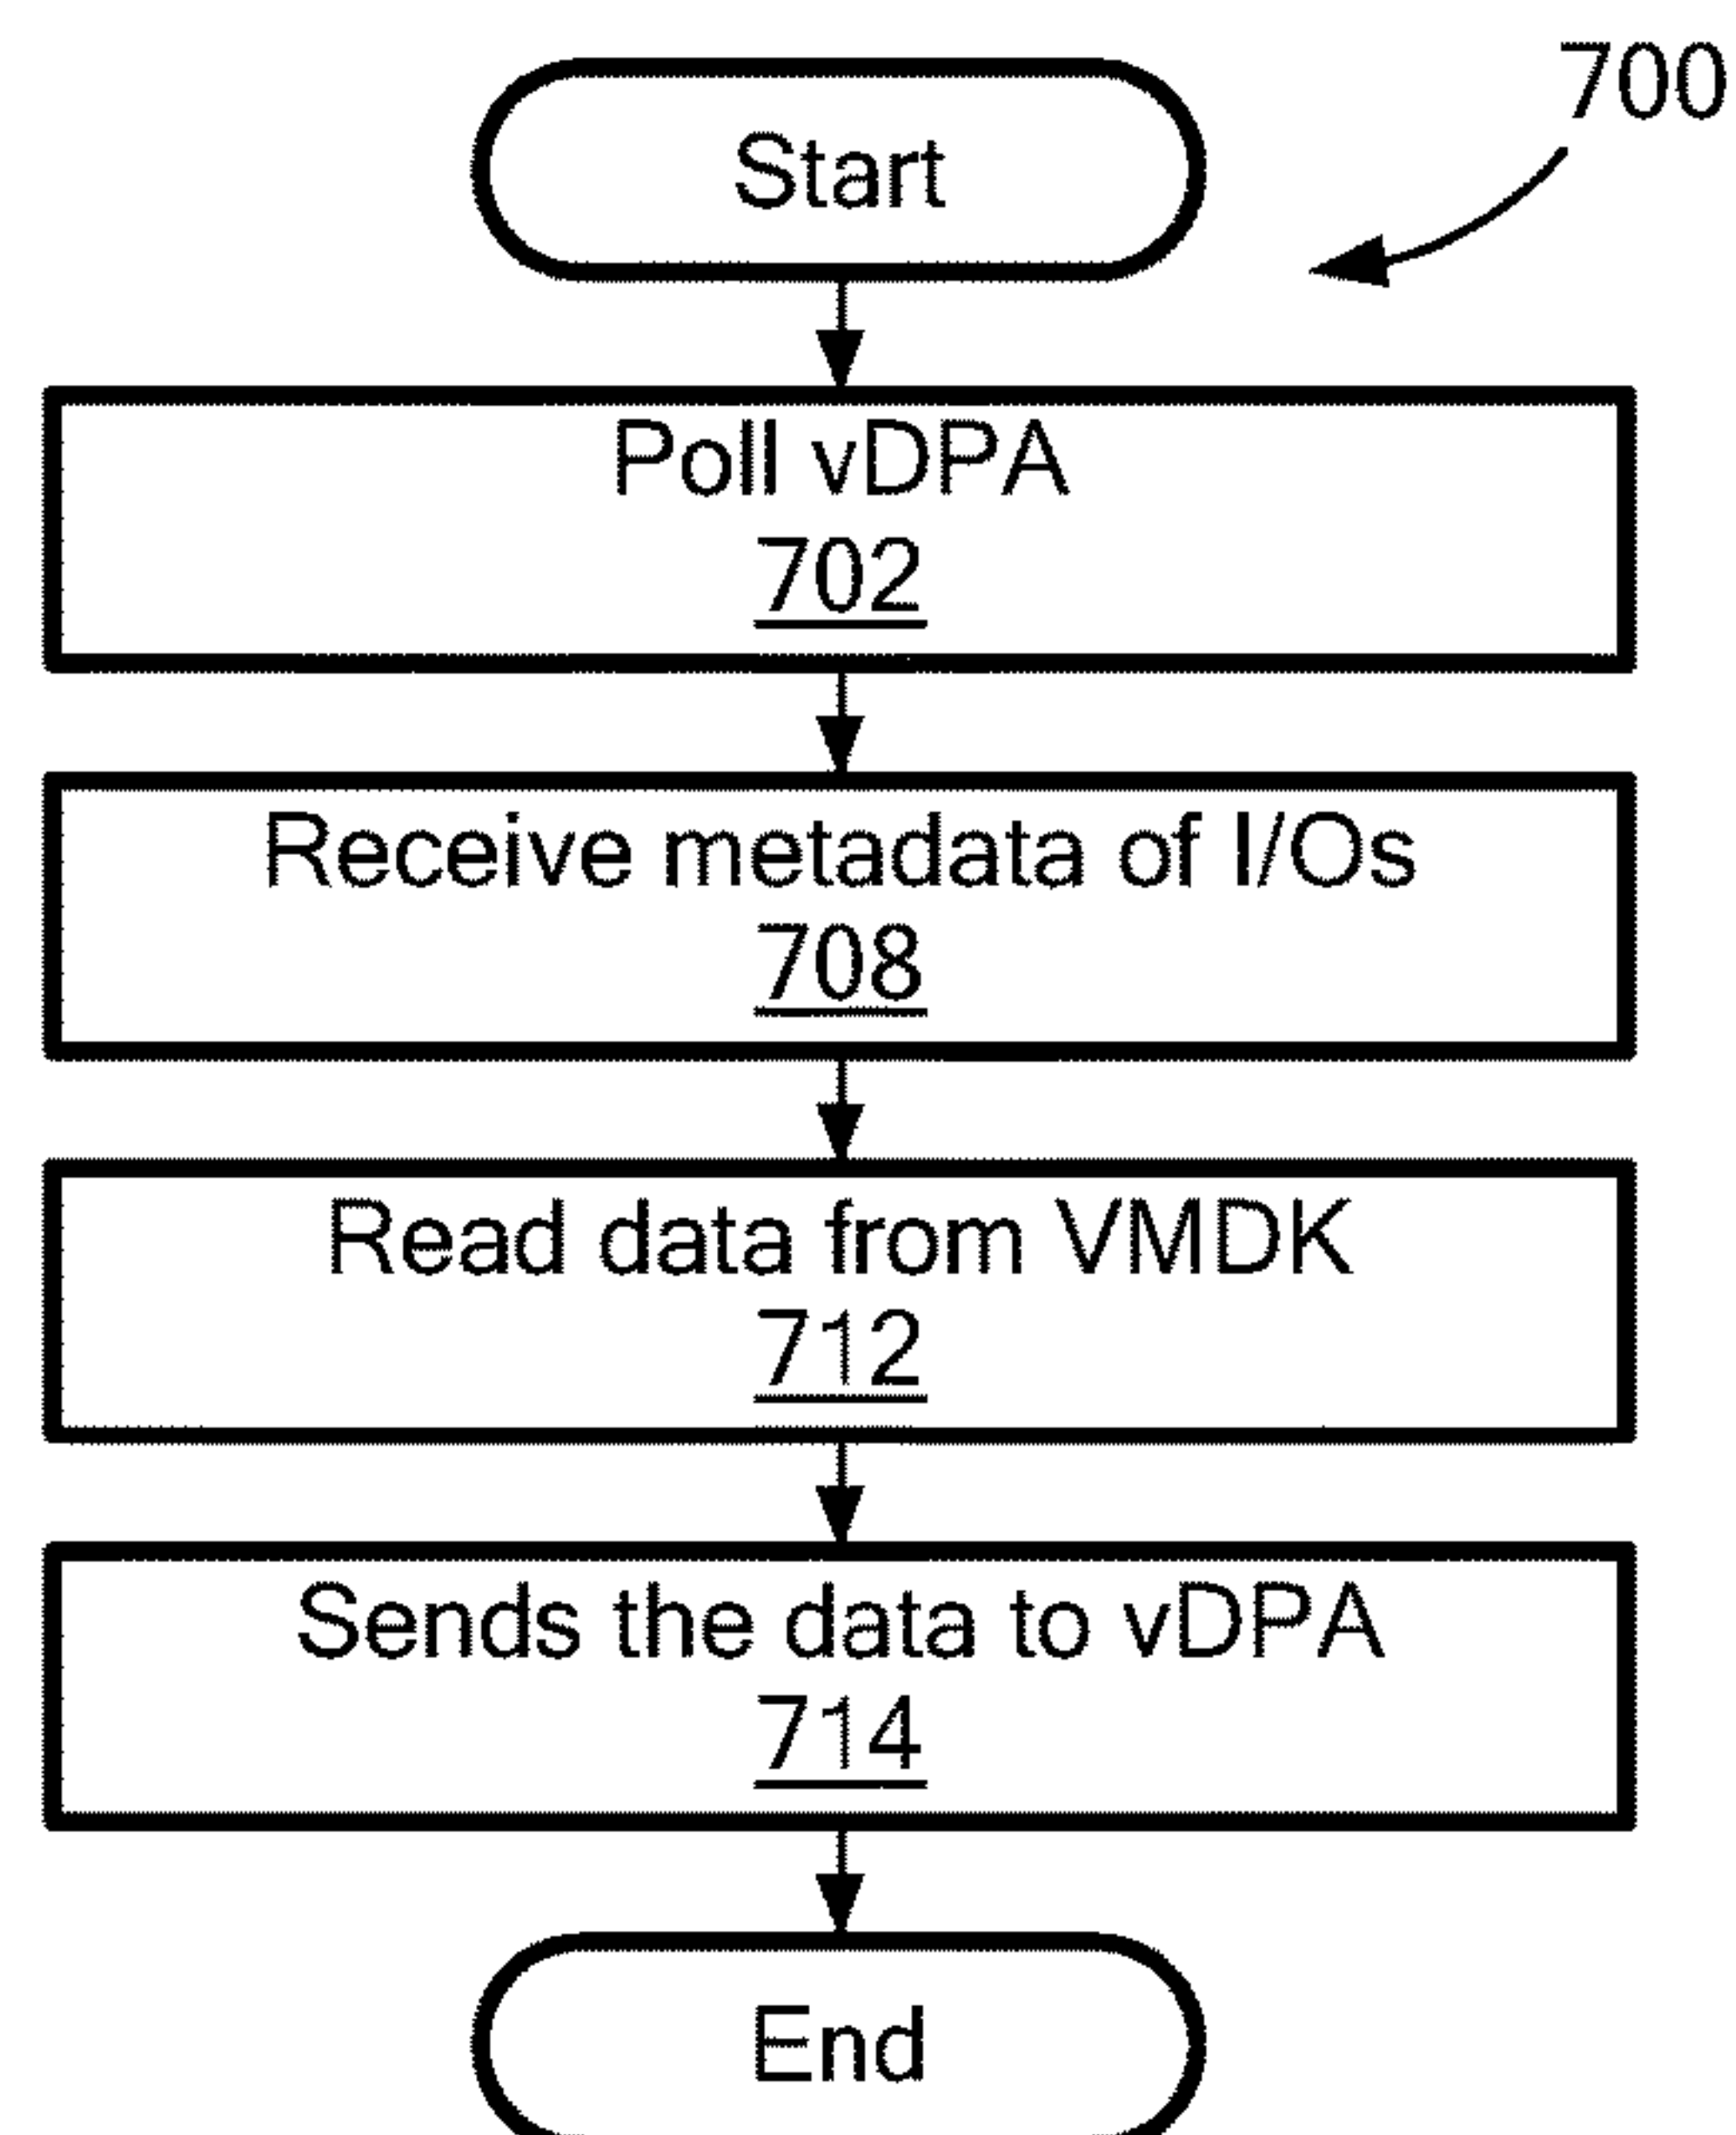 700
Start
Poll vDPA
702
Receive metadata of I/Os
708
Read data from VMDK
712
Sends the data to vDPA
714
End